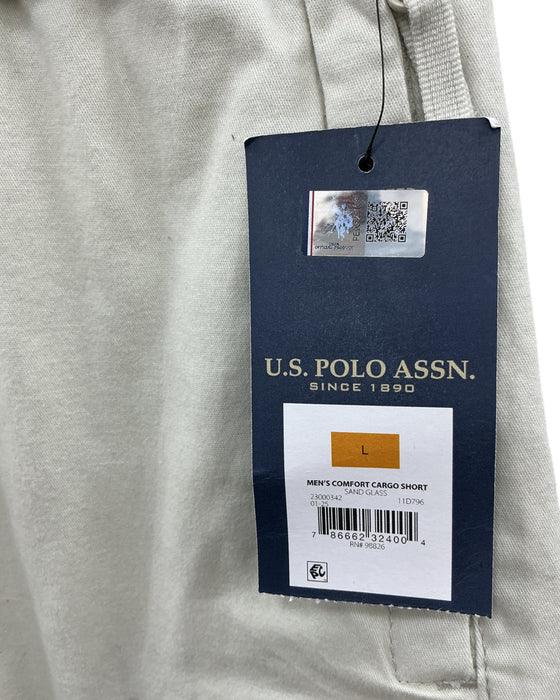 U.S. POLO ASSN.
SINCE 1890
L
MEN'S COMFORT CARGO SHORT
SAND GLASS
23000342
01-25 11D796
7 86662 32400 4
RN# 98826